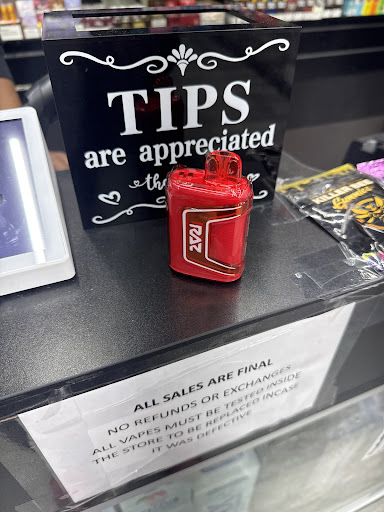 TIPS
are appreciated
RAZ
ALL SALES ARE FINAL
NO REFUNDS OR EXCHANGES
ALL VAPES MUST BE TESTED INSIDE
THE STORE TO BE REPLACED INCASE
IT WAS DEFECTIVE